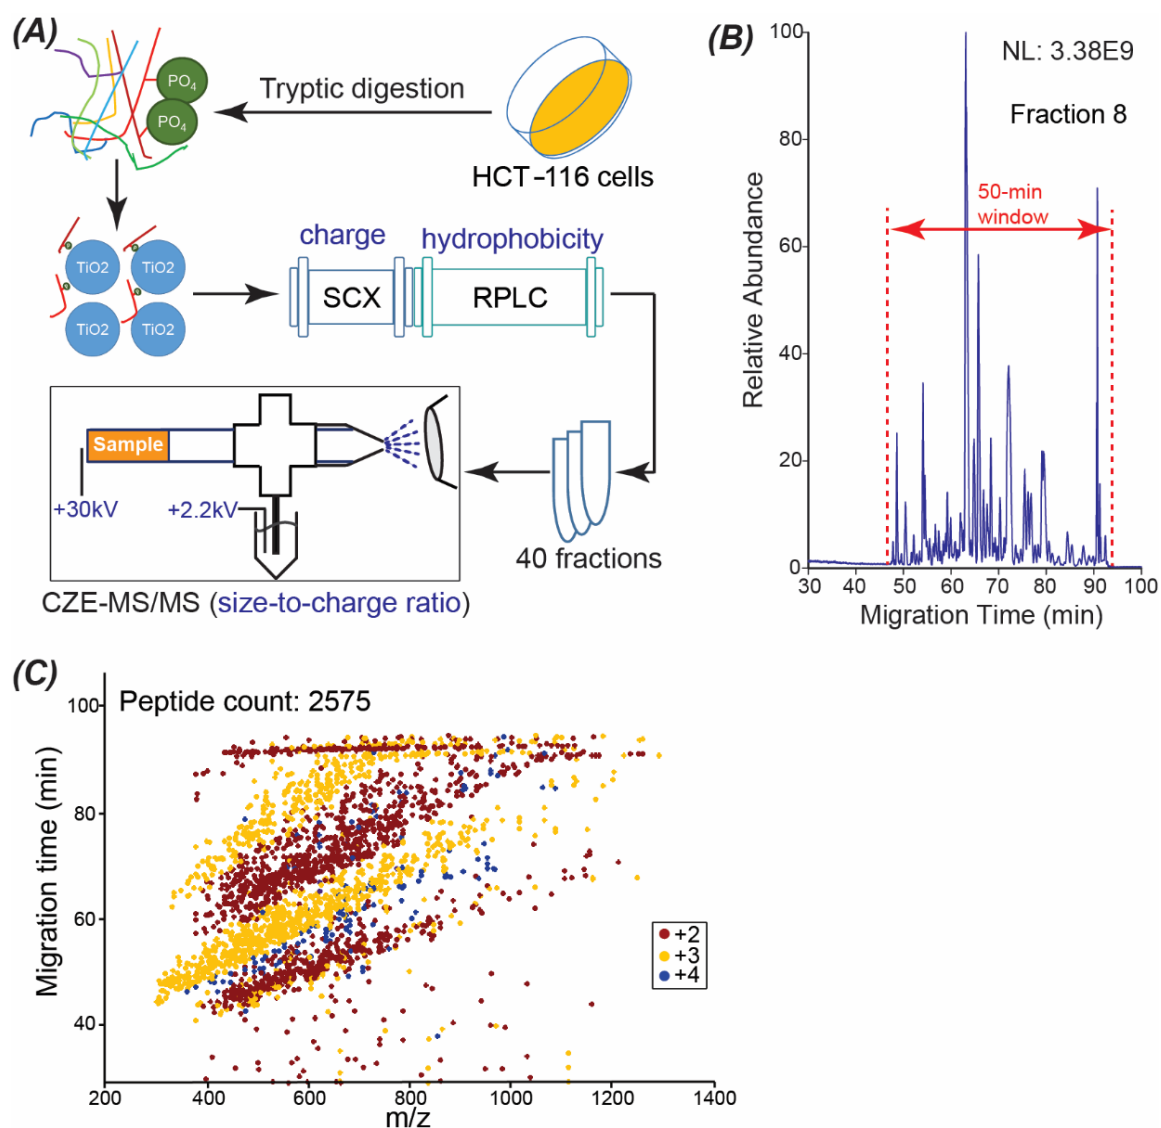 (A)
PO4
PO4
Tryptic digestion
HCT-116 cells
TiO2
TiO2
TiO2
TiO2
charge
hydrophobicity
SCX
RPLC
Sample
+30kV
+2.2kV
40 fractions
CZE-MS/MS (size-to-charge ratio)
(B)
NL: 3.38E9
Fraction 8
50-min
window
Relative Abundance
100
80
60
40
20
0
30 40 50 60 70 80 90 100
Migration Time (min)
(C)
Peptide count: 2575
Migration time (min)
100
80
60
40
+2
+3
+4
200 400 600 800 1000 1200 1400
m/z